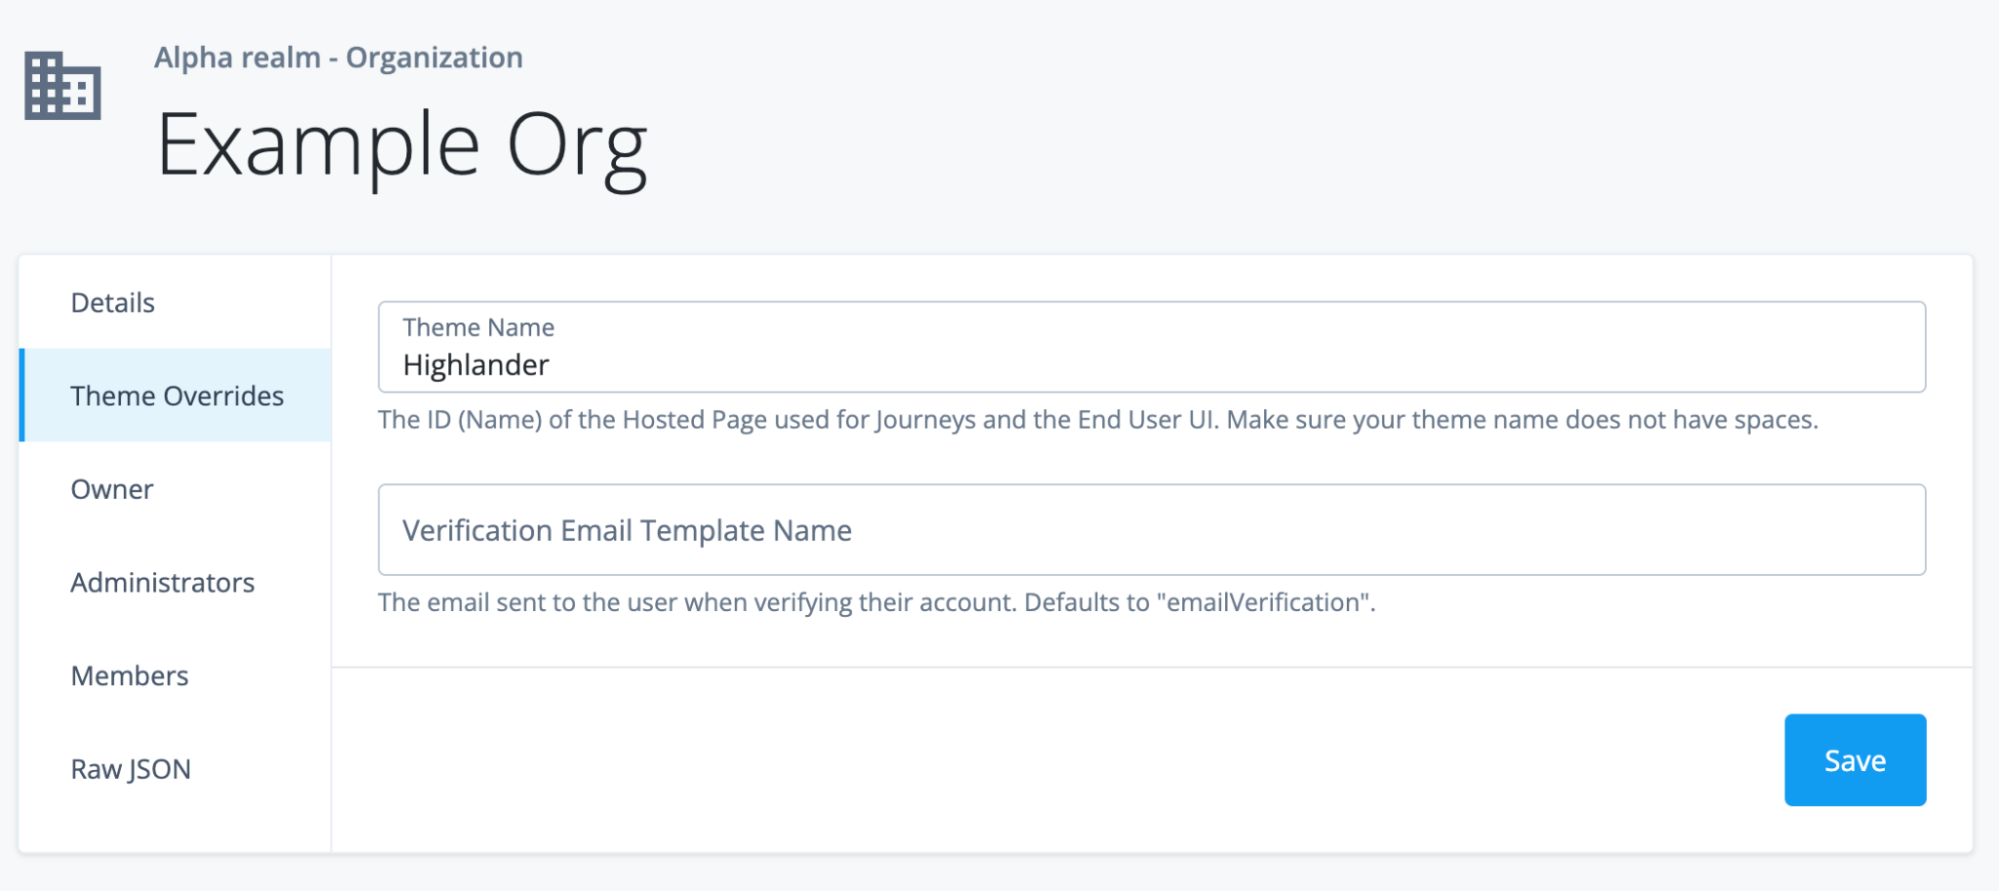 Alpha realm - Organization
Example Org
Details
Theme Overrides
Owner
Administrators
Members
Raw JSON
Theme Name
Highlander
The ID (Name) of the Hosted Page used for Journeys and the End User UI. Make sure your theme name does not have spaces.
Verification Email Template Name
The email sent to the user when verifying their account. Defaults to "emailVerification".
Save